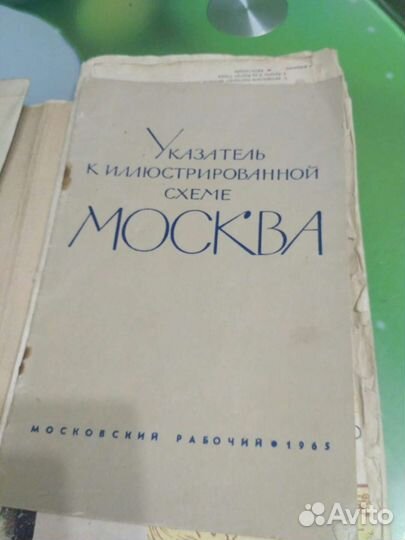 Указатель
к иллюстрированной
схеме
МОСКВА
МОСКОВСКИЙ РАБОЧИЙ • 1965
Avito